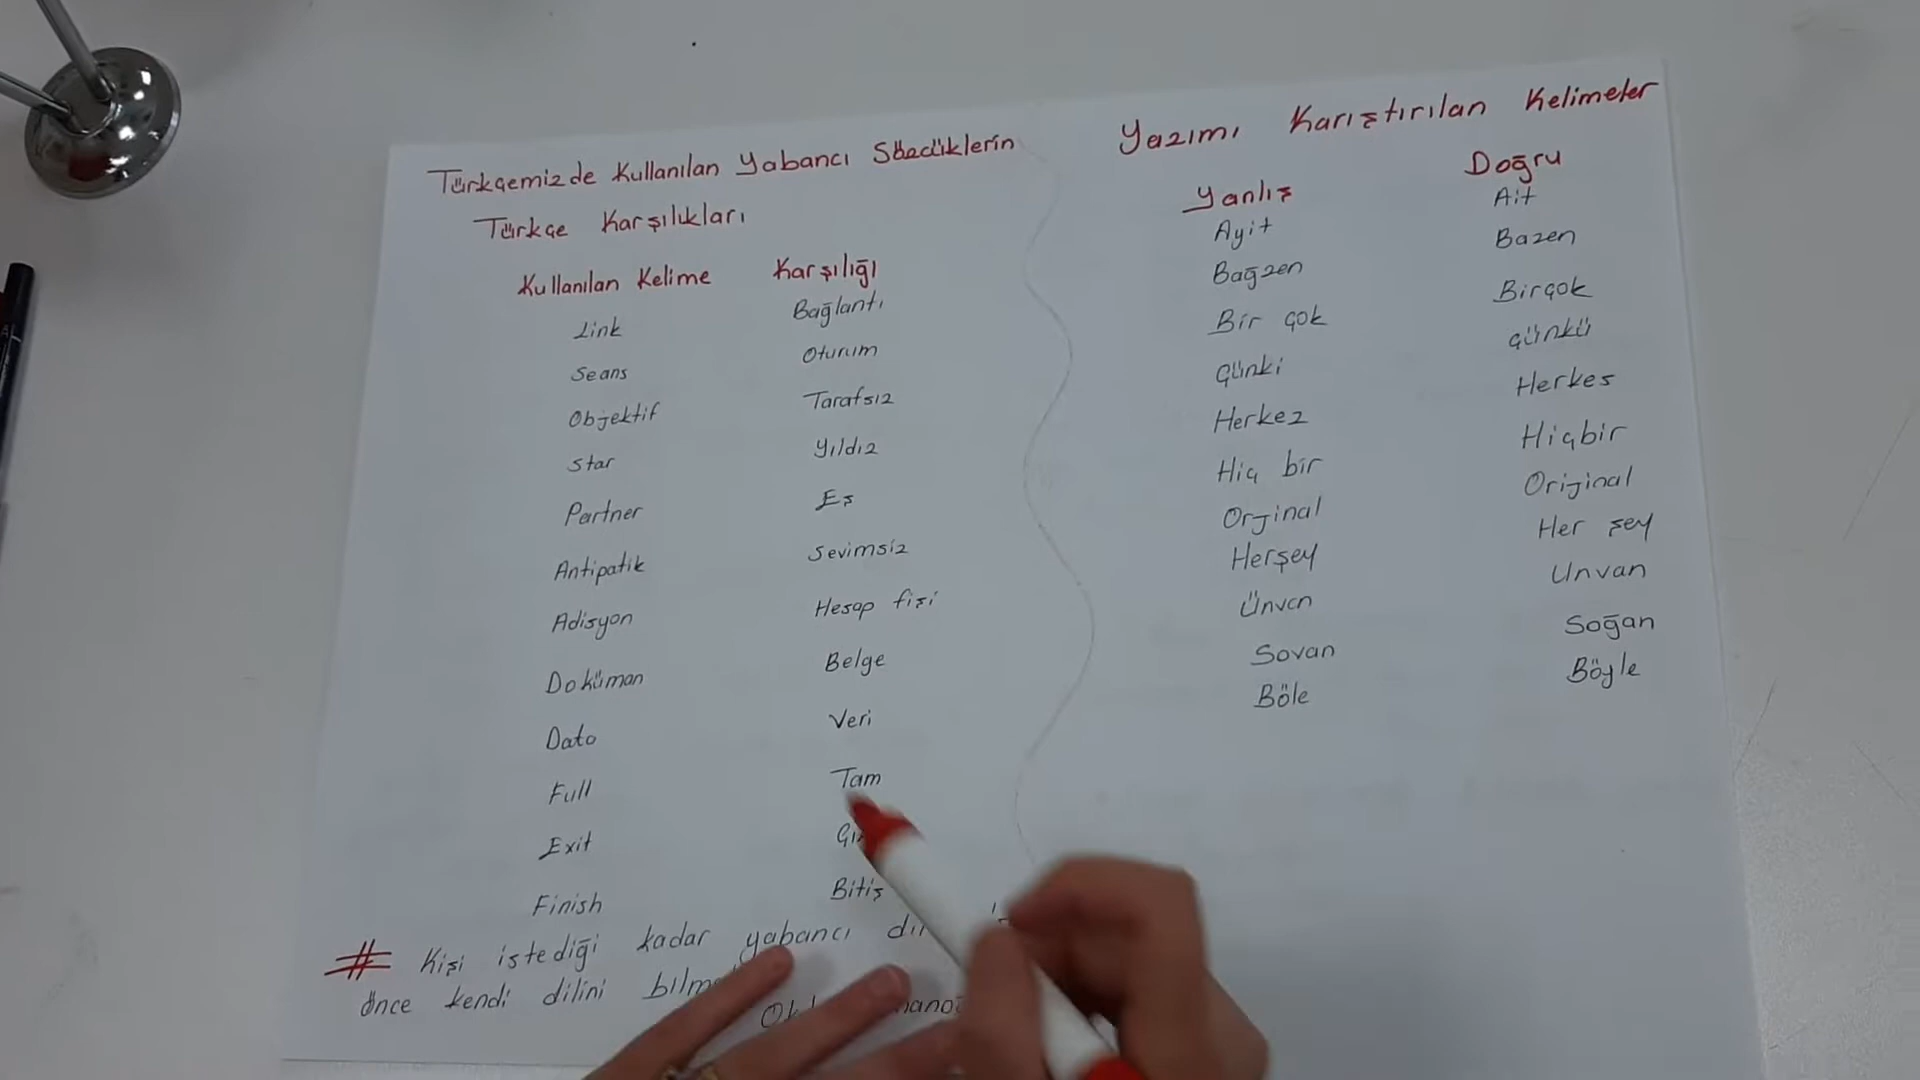 Türkçemizde Kullanılan Yabancı Sözcüklerin
Türkçe Karşılıkları
Kullanılan Kelime Karşılığı
Link Bağlantı
Seans Oturum
Objektif Tarafsız
Star Yıldız
Partner Eş
Antipatik Sevimsiz
Adisyon Hesap fişi
Doküman Belge
Data Veri
Full Tam
Exit
Finish Bitiş
# Kişi istediği kadar yabancı
önce kendi dilini
Yazımı Karıştırılan Kelimeler
Yanlış Doğru
Ayit Ait
Bağzen Bazen
Bir çok Birçok
Çünki Çünkü
Herkez Herkes
Hiç bir Hiçbir
Orjinal Orijinal
Herşey Her şey
Ünvan Unvan
Sovan Soğan
Böle Böyle